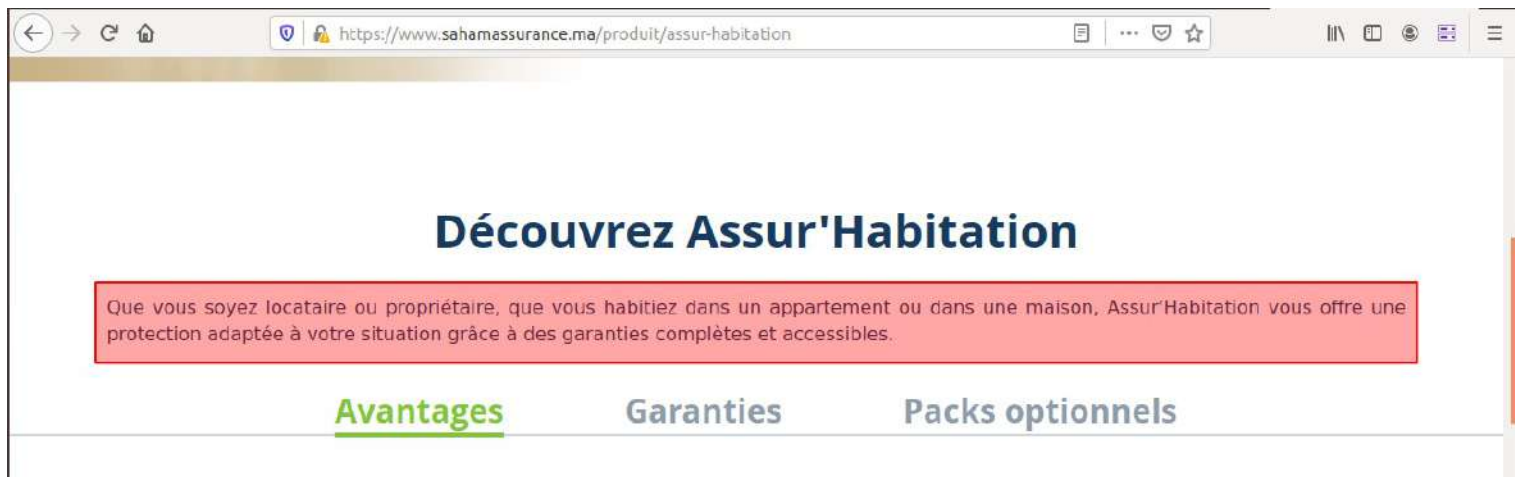 https://www.sahamassurance.ma/produit/assur-habitation
Découvrez Assur'Habitation
Que vous soyez locataire ou propriétaire, que vous habitiez dans un appartement ou dans une maison, Assur'Habitation vous offre une
protection adaptée à votre situation grâce à des garanties complètes et accessibles.
Avantages Garanties Packs optionnels